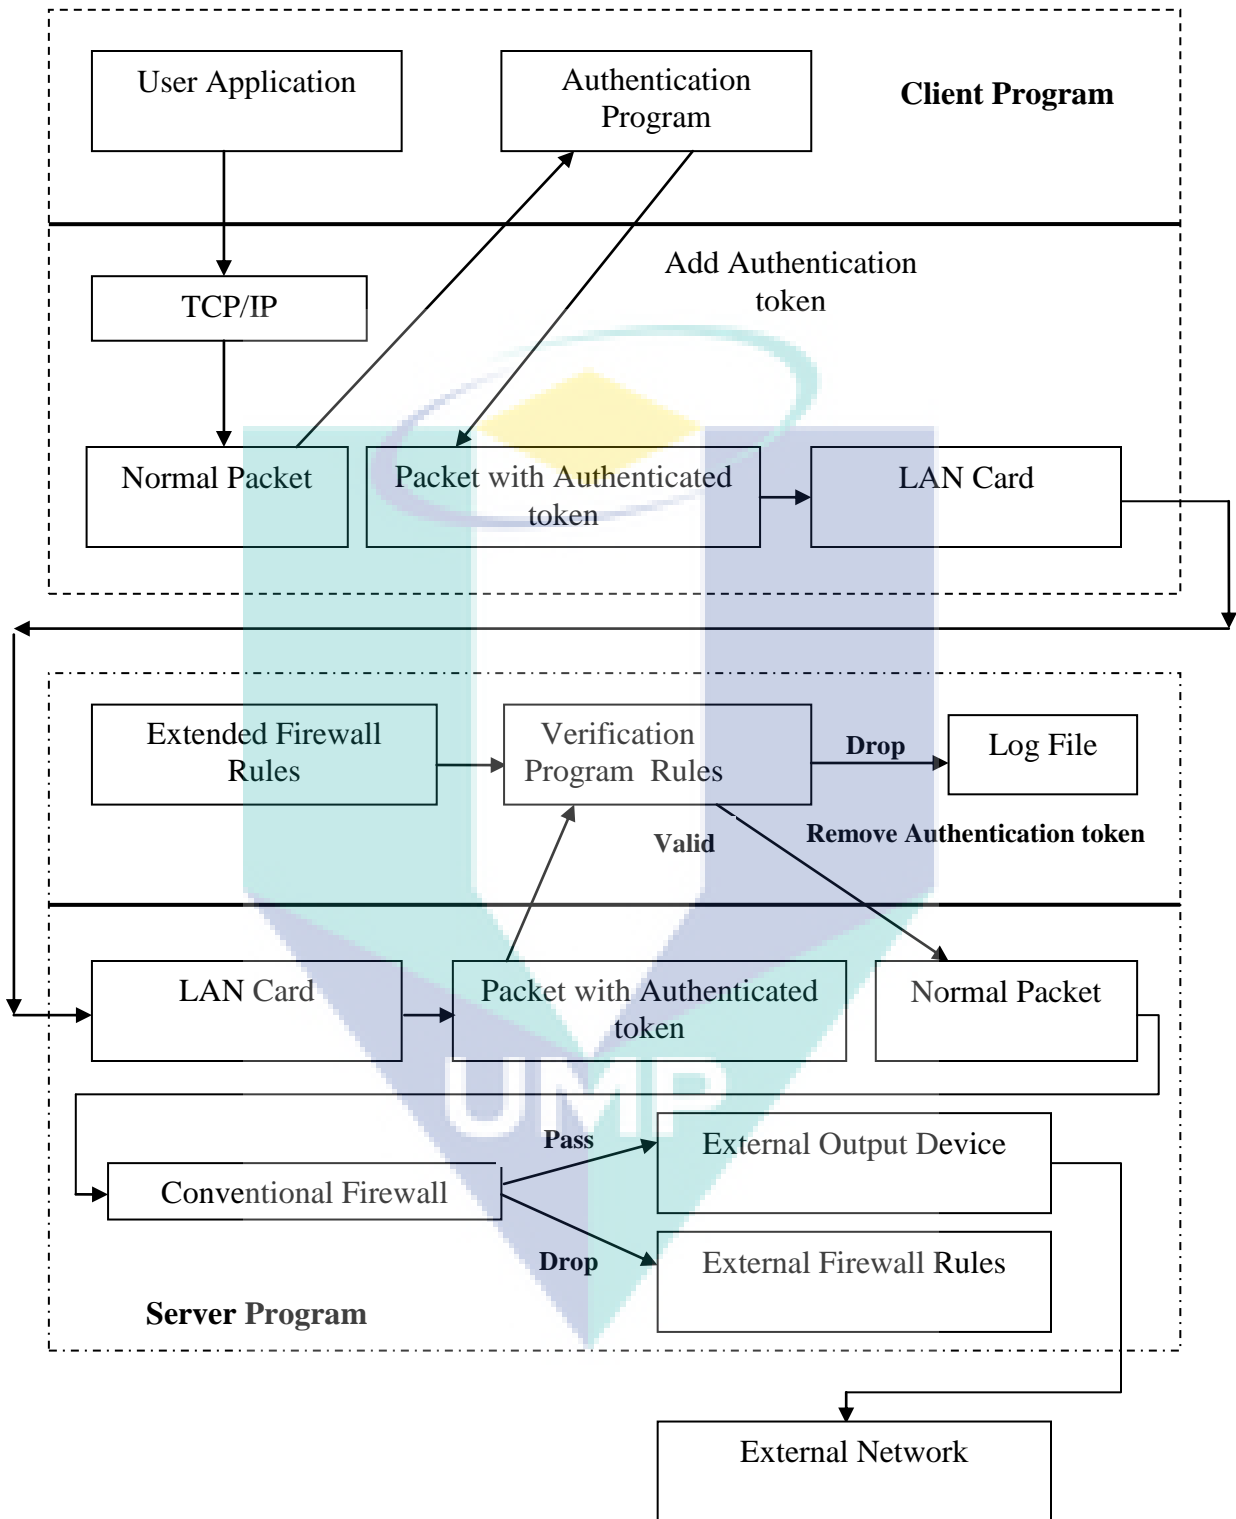 User Application
Authentication
Program
Client Program
Add Authentication
token
TCP/IP
Normal Packet
Packet with Authenticated
token
LAN Card
Extended Firewall
Rules
Verification
Program Rules
Drop
Log File
Valid
Remove Authentication token
LAN Card
Packet with Authenticated
token
Normal Packet
UMP
Pass
External Output Device
Conventional Firewall
Drop
External Firewall Rules
Server Program
External Network